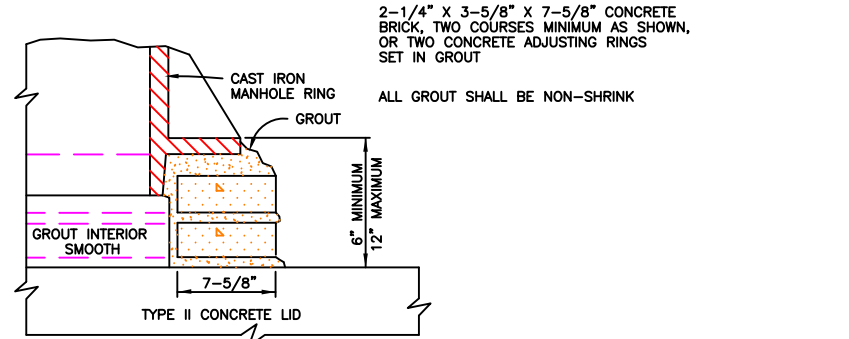 2-1/4" X 3-5/8" X 7-5/8" CONCRETE
BRICK, TWO COURSES MINIMUM AS SHOWN,
OR TWO CONCRETE ADJUSTING RINGS
SET IN GROUT
ALL GROUT SHALL BE NON-SHRINK
CAST IRON
MANHOLE RING
GROUT
6" MINIMUM
12" MAXIMUM
GROUT INTERIOR
SMOOTH
7-5/8"
TYPE II CONCRETE LID